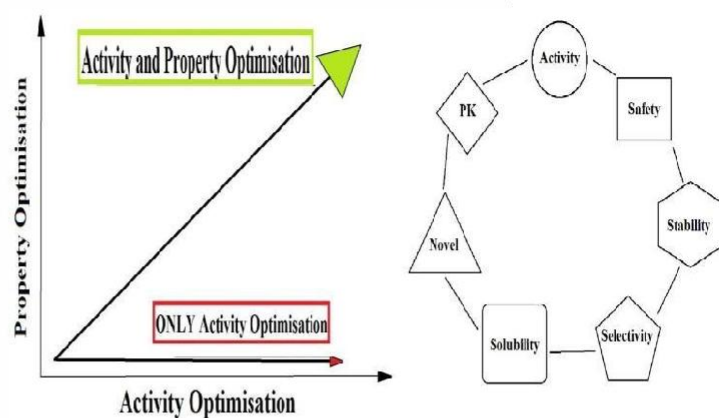 Activity and Property Optimisation
ONLY Activity Optimisation
Property Optimisation
Activity Optimisation
Activity
Safety
Stability
Selectivity
Solubility
Novel
PK